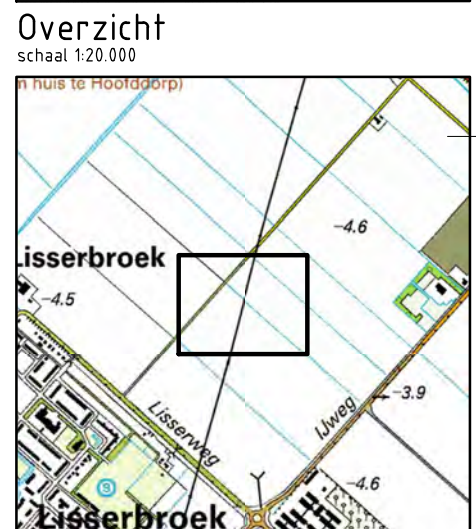 Overzicht
schaal 1:20.000
n huis te Hoofddorp)
-4.6
Lisserbroek
-4.5
-3.9
Lisserweg
IJweg
-4.6
9
Lisserbroek